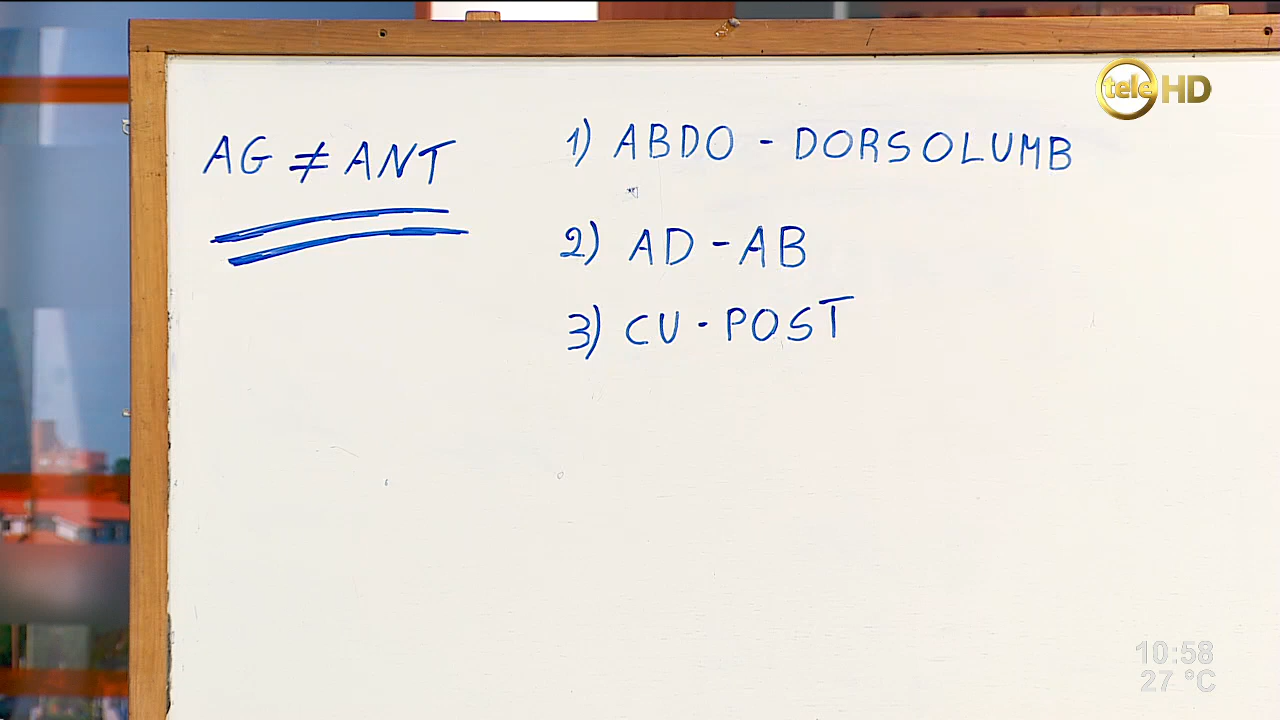 tele HD
AG ≠ ANT
1) ABDO - DORSOLUMB
2) AD - AB
3) CU - POST
10:58
27 °C